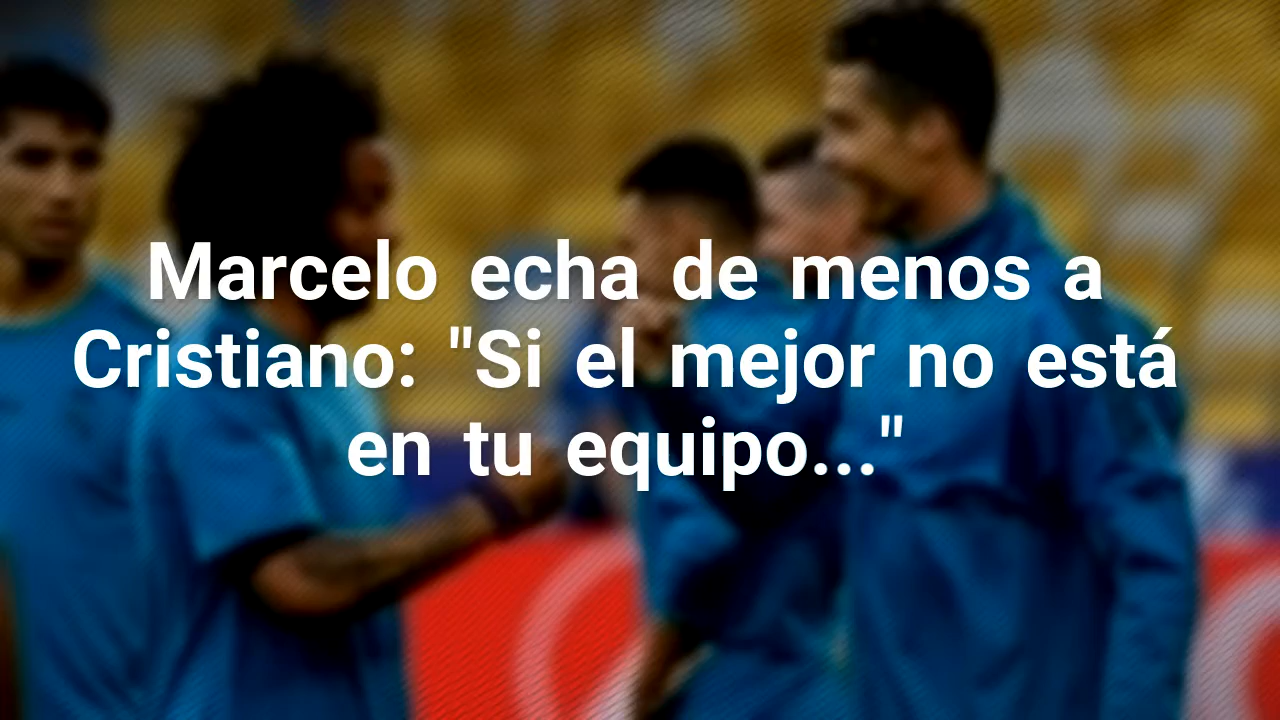 Marcelo echa de menos a
Cristiano: "Si el mejor no está
en tu equipo..."